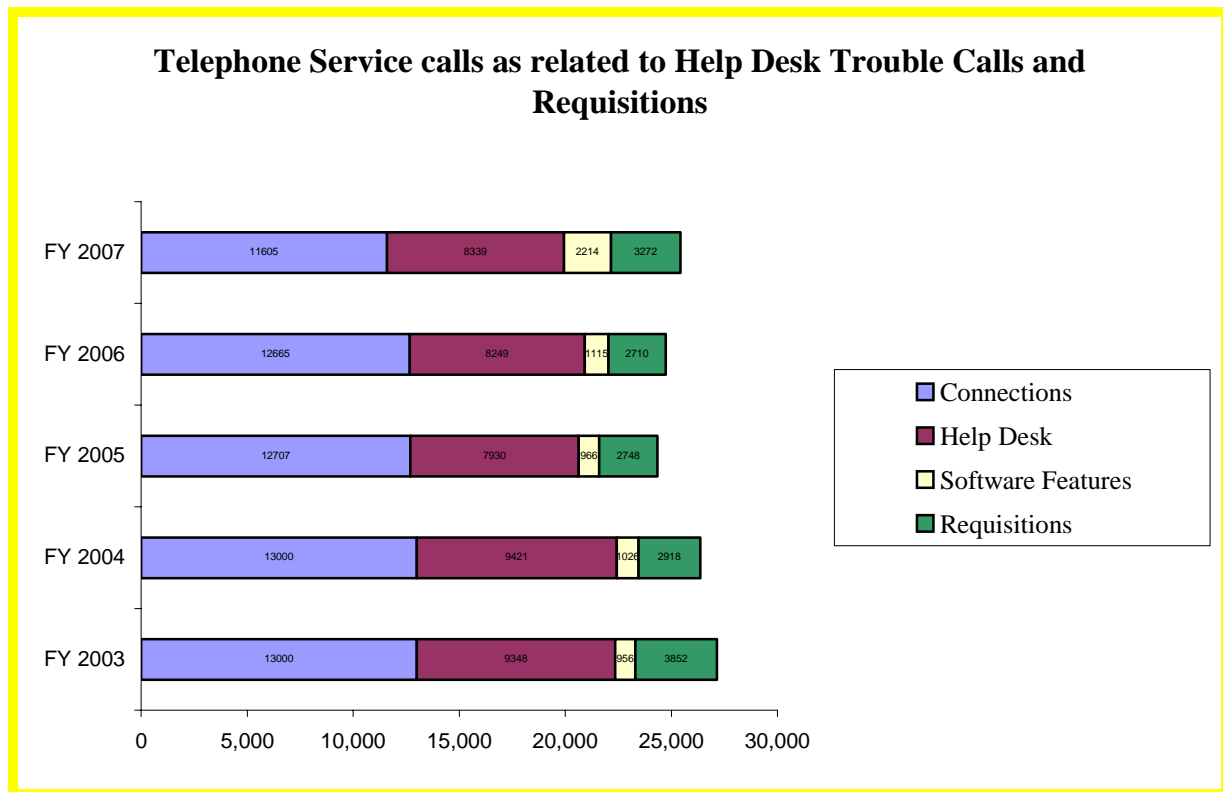 Telephone Service calls as related to Help Desk Trouble Calls and
Requisitions
FY 2007
11605
8339
2214
3272
FY 2006
12665
8249
1115
2710
FY 2005
12707
7930
966
2748
FY 2004
13000
9421
1026
2918
FY 2003
13000
9348
956
3852
0
5,000
10,000
15,000
20,000
25,000
30,000
Connections
Help Desk
Software Features
Requisitions